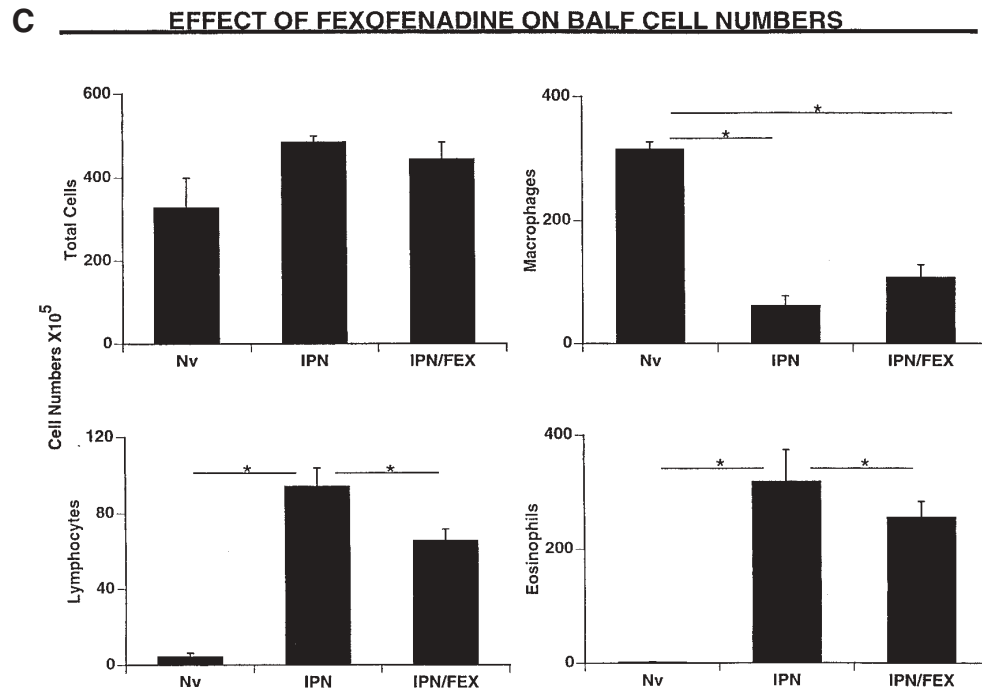 C EFFECT OF FEXOFENADINE ON BALF CELL NUMBERS
Cell Numbers X10^5
Total Cells
600
400
200
0
Nv IPN IPN/FEX
Macrophages
400
200
0
* *
Nv IPN IPN/FEX
Lymphocytes
120
80
40
0
* *
Nv IPN IPN/FEX
Eosinophils
400
200
0
* *
Nv IPN IPN/FEX